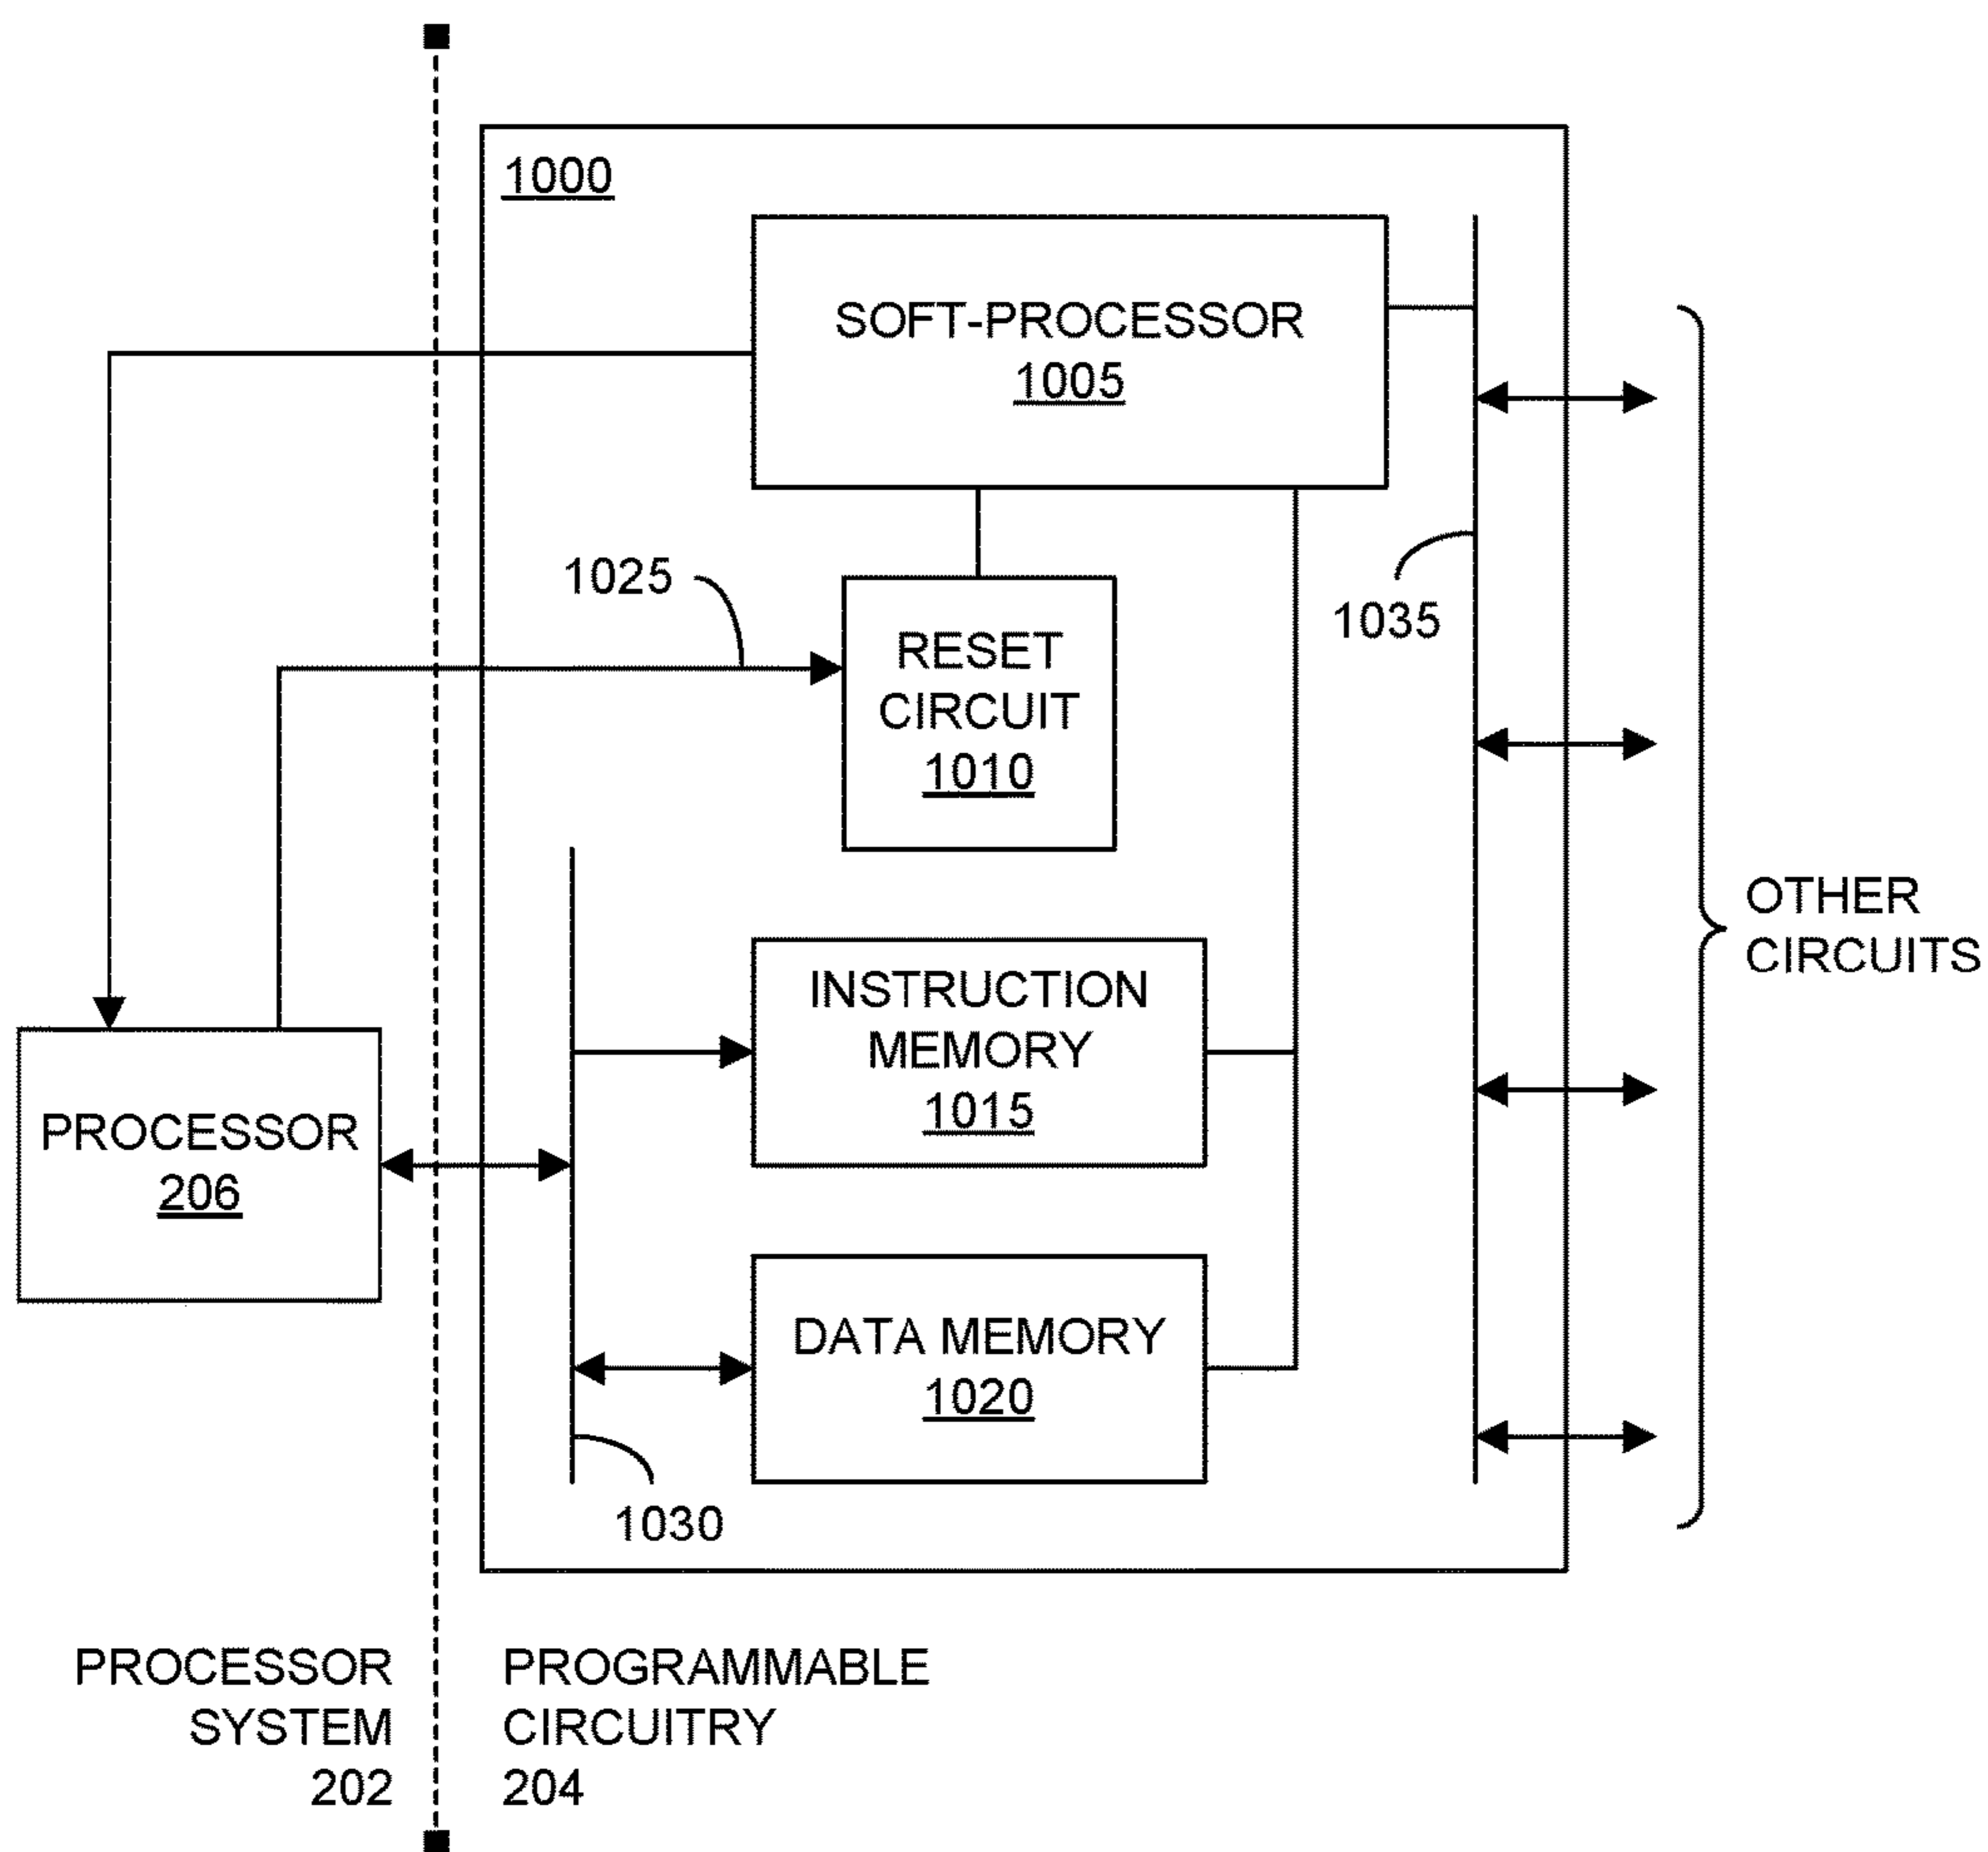 1000
SOFT-PROCESSOR
1005
1025
1035
RESET
CIRCUIT
1010
OTHER
CIRCUITS
INSTRUCTION
MEMORY
1015
PROCESSOR
206
DATA MEMORY
1020
1030
PROCESSOR
SYSTEM
202
PROGRAMMABLE
CIRCUITRY
204